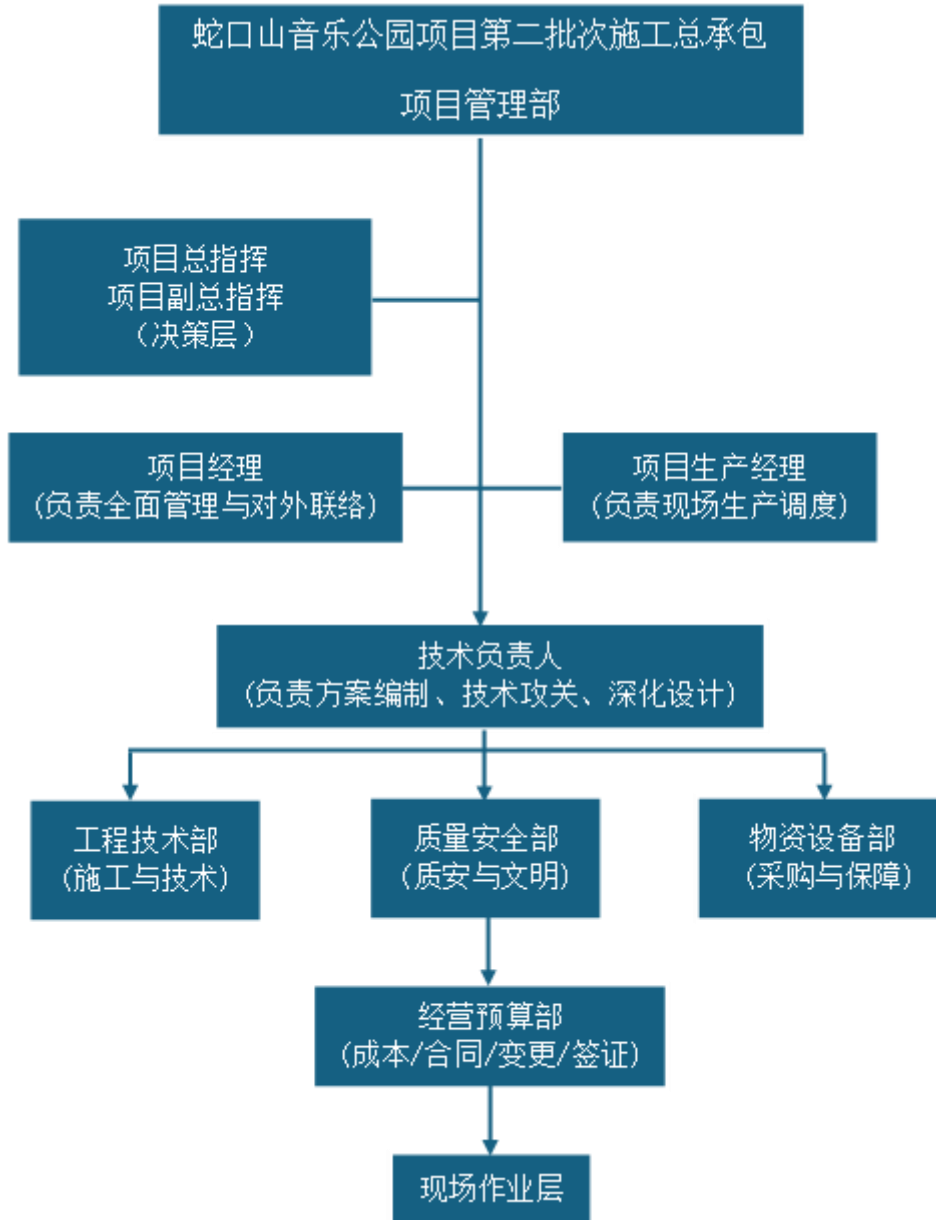 蛇口山音乐公园项目第二批次施工总承包
项目管理部
项目总指挥
项目副总指挥
（决策层）
项目经理
(负责全面管理与对外联络)
项目生产经理
(负责现场生产调度)
技术负责人
(负责方案编制、技术攻关、深化设计)
工程技术部
(施工与技术)
质量安全部
(质安与文明)
物资设备部
(采购与保障)
经营预算部
(成本/合同/变更/签证)
现场作业层